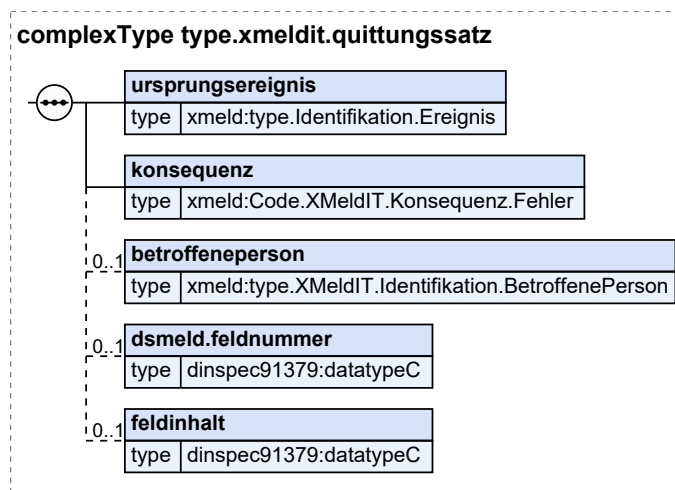 complexType type.xmeldit.quittungssatz
ursprungsereignis
type xmeld:type.Identifikation.Ereignis
konsequenz
type xmeld:Code.XMeldIT.Konsequenz.Fehler
0..1 betroffeneperson
type xmeld:type.XMeldIT.Identifikation.BetroffenePerson
0..1 dsmeld.feldnummer
type dinspec91379:datatypeC
0..1 feldinhalt
type dinspec91379:datatypeC